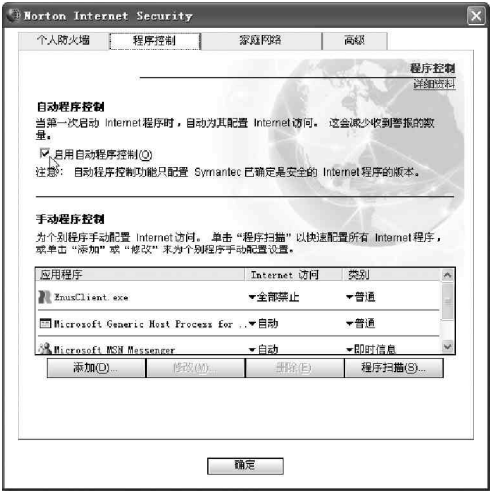 Norton Internet Security
个人防火墙 程序控制 家庭网络 高级
程序控制
详细资料
自动程序控制
当第一次启动 Internet程序时，自动为其配置 Internet访问。 这会减少收到警报的数
量。
启用自动程序控制(O)
注意： 自动程序控制功能只配置 Symantec 已确定是安全的 Internet程序的版本。
手动程序控制
为个别程序手动配置 Internet访问。 单击“程序扫描”以快速配置所有 Internet程序，
或单击“添加”或“修改”来为个别程序手动配置设置。
应用程序 Internet 访问 类别
EnusClient.exe 全部禁止 普通
Microsoft Generic Host Process for ... 自动 普通
Microsoft MSN Messenger 自动 即时信息
添加(D)... 修改(M)... 删除(E) 程序扫描(S)...
确定